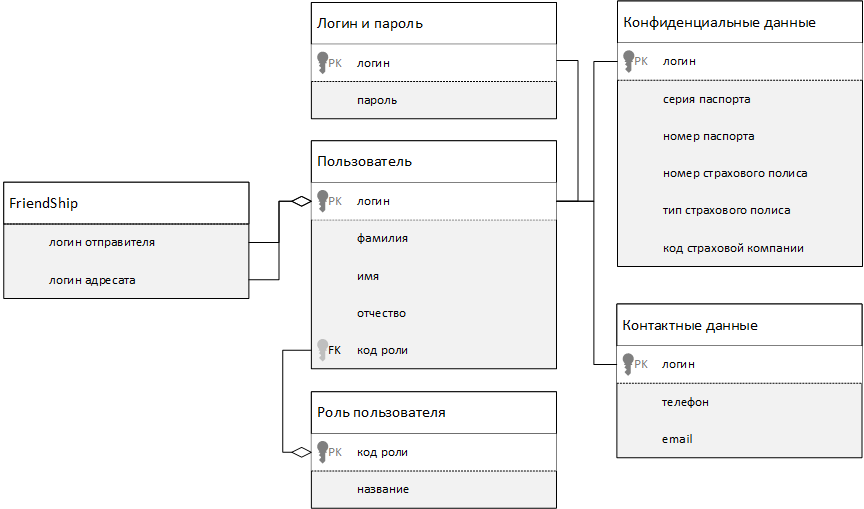 Логин и пароль
PK логин
пароль
Пользователь
PK логин
фамилия
имя
отчество
FK код роли
Роль пользователя
PK код роли
название
FriendShip
логин отправителя
логин адресата
Конфиденциальные данные
PK логин
серия паспорта
номер паспорта
номер страхового полиса
тип страхового полиса
код страховой компании
Контактные данные
PK логин
телефон
email